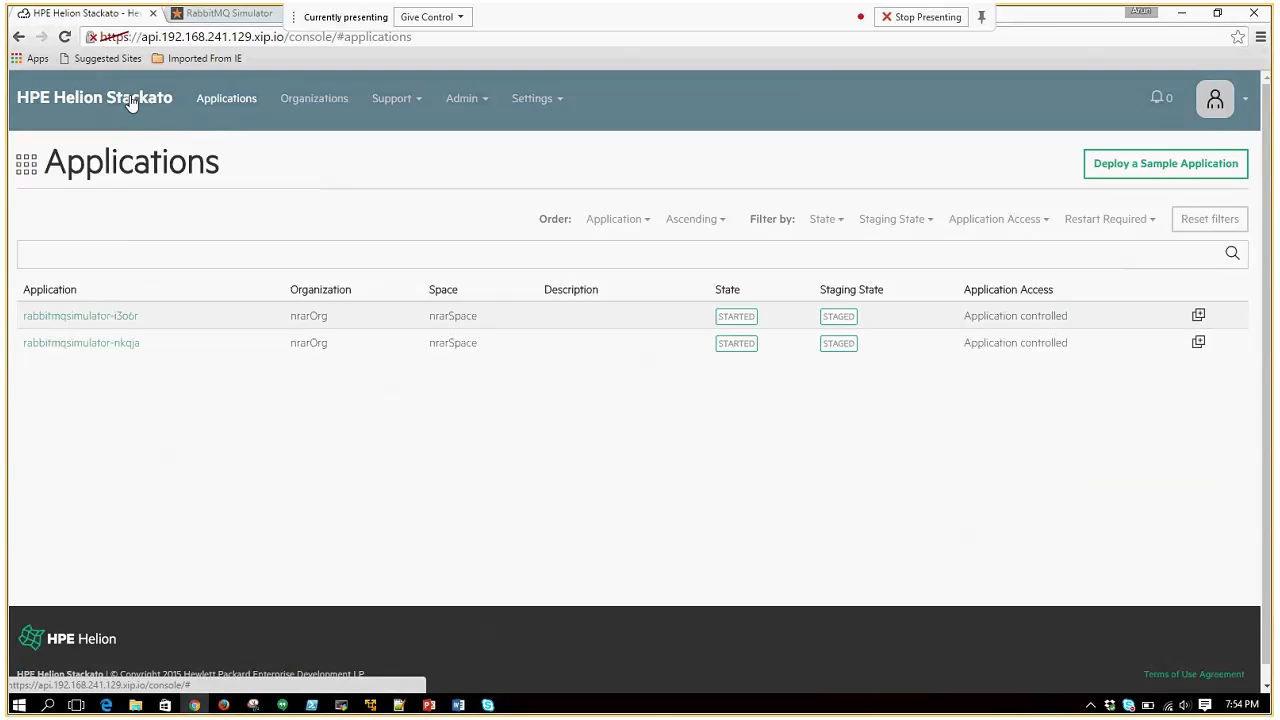 HPE Helion Stackato - He
RabbitMQ Simulator
Currently presenting
Give Control
Stop Presenting
Arun
https://api.192.168.241.129.xip.io/console/#applications
Apps
Suggested Sites
Imported From IE
HPE Helion Stackato
Applications
Organizations
Support
Admin
Settings
0
Applications
Deploy a Sample Application
Order:
Application
Ascending
Filter by:
State
Staging State
Application Access
Restart Required
Reset filters
Application Organization Space Description State Staging State Application Access
rabbitmqsimulator-i3o6r nrarOrg nrarSpace STARTED STAGED Application controlled
rabbitmqsimulator-nkqja nrarOrg nrarSpace STARTED STAGED Application controlled
HPE Helion
HPE Helion Stackato | © Copyright 2015 Hewlett Packard Enterprise Development LP
Terms of Use Agreement
https://api.192.168.241.129.xip.io/console/#
7:54 PM